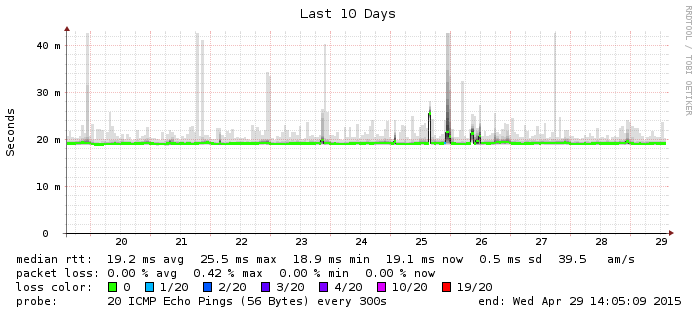 Last 10 Days
RRDTOOL / TOBI OETIKER
Seconds
40 m
30 m
20 m
10 m
0
20 21 22 23 24 25 26 27 28 29
median rtt: 19.2 ms avg 25.5 ms max 18.9 ms min 19.1 ms now 0.5 ms sd 39.5 am/s
packet loss: 0.00 % avg 0.42 % max 0.00 % min 0.00 % now
loss color: 0 1/20 2/20 3/20 4/20 10/20 19/20
probe: 20 ICMP Echo Pings (56 Bytes) every 300s end: Wed Apr 29 14:05:09 2015